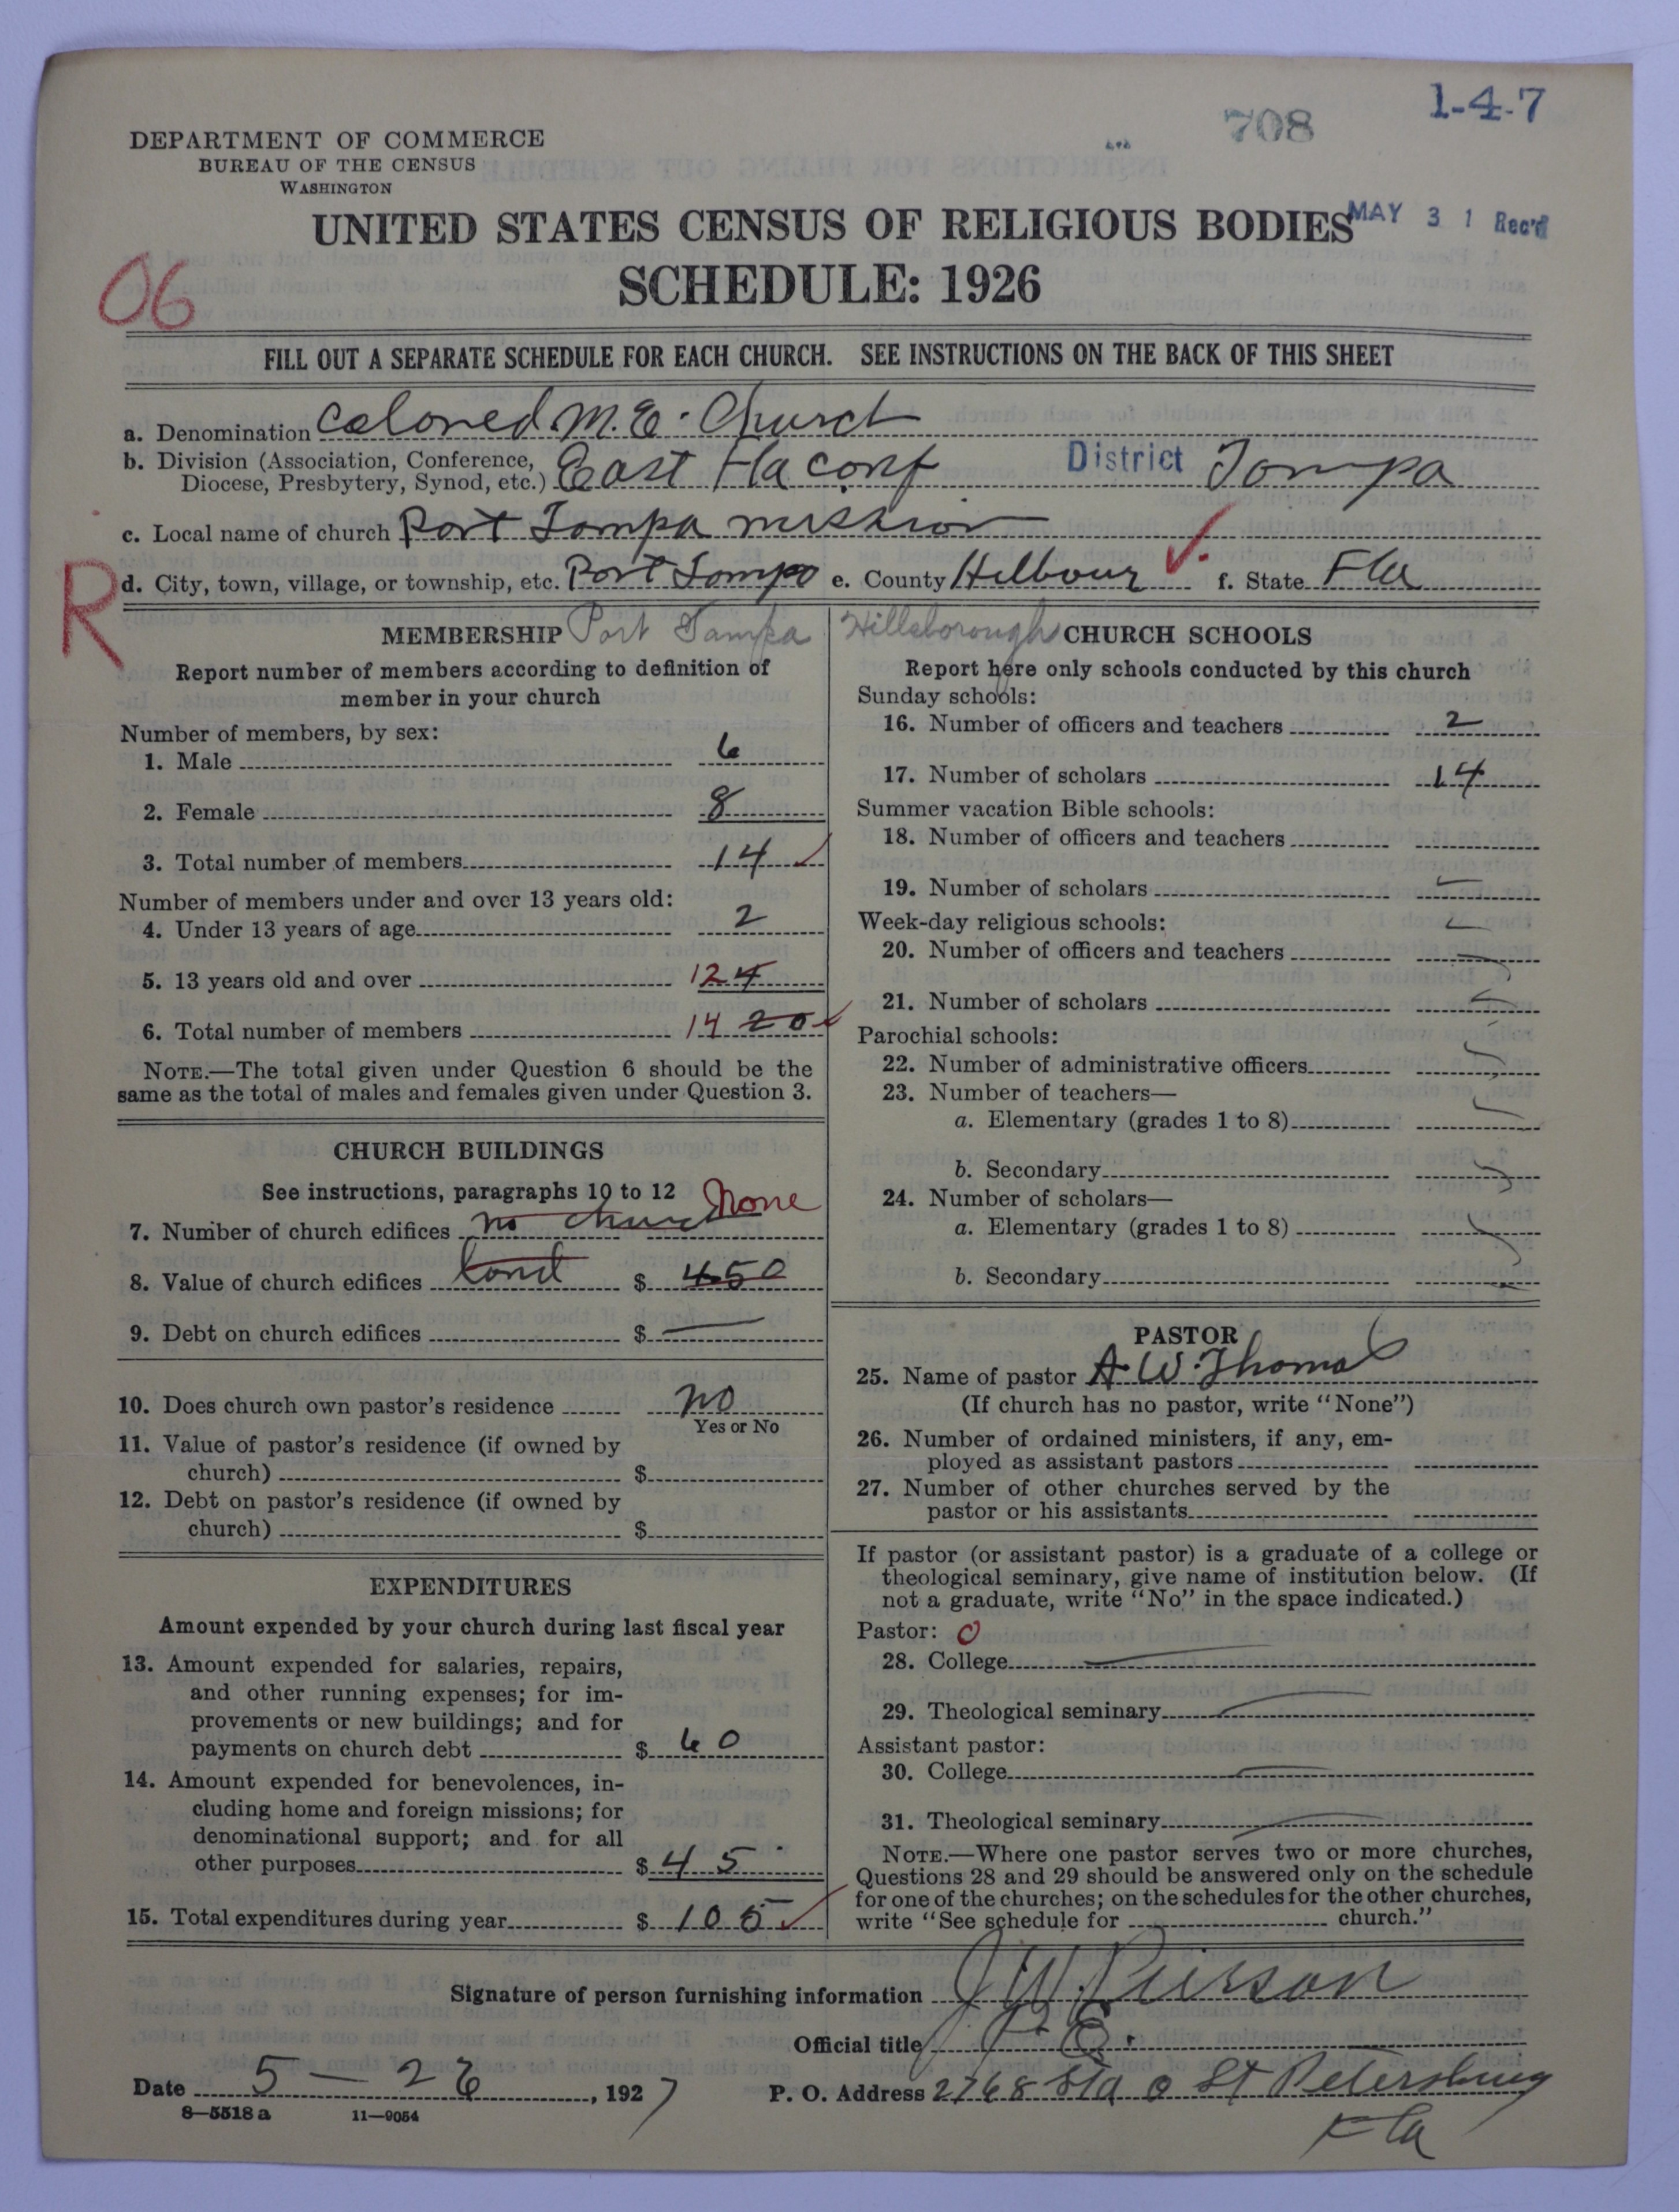 1-4-7
708
DEPARTMENT OF COMMERCE
BUREAU OF THE CENSUS
WASHINGTON
UNITED STATES CENSUS OF RELIGIOUS BODIES
MAY 31 Rec'd
SCHEDULE: 1926
06
FILL OUT A SEPARATE SCHEDULE FOR EACH CHURCH. SEE INSTRUCTIONS ON THE BACK OF THIS SHEET
a. Denomination Colored M. E. Church
b. Division (Association, Conference, Diocese, Presbytery, Synod, etc.) East Fla conf District Tampa
c. Local name of church Port Tampa mission
R
d. City, town, village, or township, etc. Port Tampa e. County Hilbour f. State Fla
MEMBERSHIP Port Tampa
Report number of members according to definition of
member in your church
Number of members, by sex:
1. Male 6
2. Female 8
3. Total number of members 14
Number of members under and over 13 years old:
4. Under 13 years of age 2
5. 13 years old and over 12 4
6. Total number of members 14 20
NOTE.—The total given under Question 6 should be the
same as the total of males and females given under Question 3.
CHURCH BUILDINGS
See instructions, paragraphs 10 to 12
7. Number of church edifices no church None
8. Value of church edifices $ 450
9. Debt on church edifices $ —
10. Does church own pastor's residence no
Yes or No
11. Value of pastor's residence (if owned by
church) $
12. Debt on pastor's residence (if owned by
church) $
EXPENDITURES
Amount expended by your church during last fiscal year
13. Amount expended for salaries, repairs,
and other running expenses; for im-
provements or new buildings; and for
payments on church debt $ 60
14. Amount expended for benevolences, in-
cluding home and foreign missions; for
denominational support; and for all
other purposes $ 45
15. Total expenditures during year $ 105
Hillsborough CHURCH SCHOOLS
Report here only schools conducted by this church
Sunday schools:
16. Number of officers and teachers 2
17. Number of scholars 14
Summer vacation Bible schools:
18. Number of officers and teachers
19. Number of scholars
Week-day religious schools:
20. Number of officers and teachers
21. Number of scholars
Parochial schools:
22. Number of administrative officers
23. Number of teachers—
a. Elementary (grades 1 to 8)
b. Secondary
24. Number of scholars—
a. Elementary (grades 1 to 8)
b. Secondary
PASTOR
25. Name of pastor A. W. Thomas
(If church has no pastor, write "None")
26. Number of ordained ministers, if any, em-
ployed as assistant pastors
27. Number of other churches served by the
pastor or his assistants
If pastor (or assistant pastor) is a graduate of a college or
theological seminary, give name of institution below. (If
not a graduate, write "No" in the space indicated.)
Pastor: O
28. College
29. Theological seminary
Assistant pastor:
30. College
31. Theological seminary
NOTE.—Where one pastor serves two or more churches,
Questions 28 and 29 should be answered only on the schedule
for one of the churches; on the schedules for the other churches,
write "See schedule for church."
Signature of person furnishing information J W Pierson
Official title P. E.
Date 5 — 26, 1927 P. O. Address 2768 Sta O St Petersburg
Fla
8—5518 a 11—9054